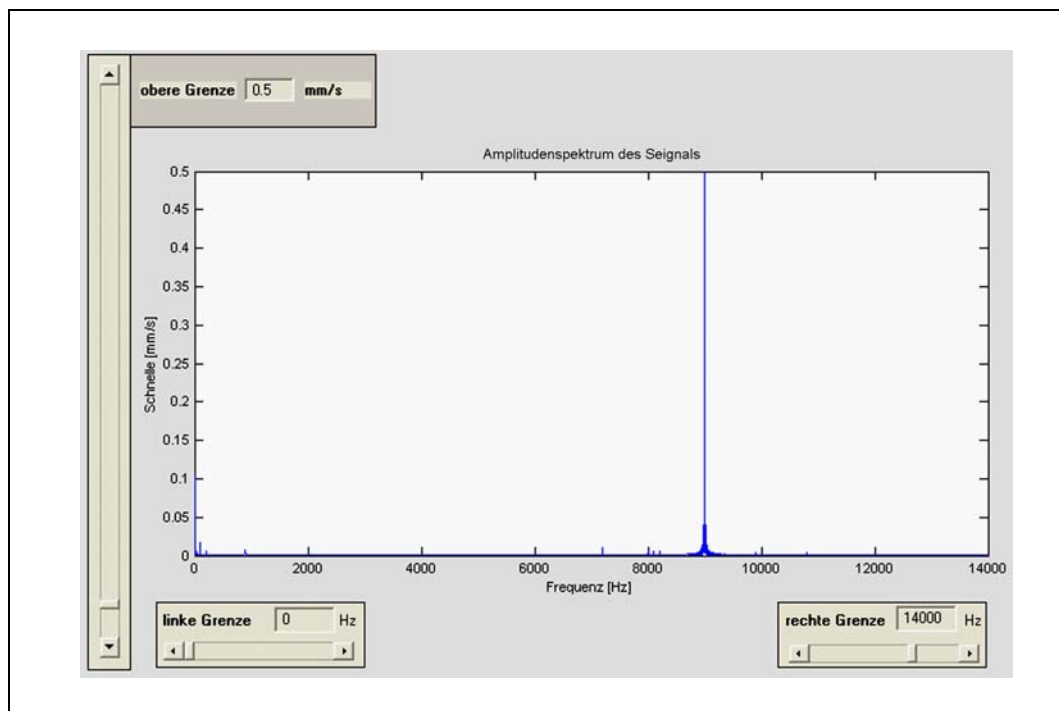 obere Grenze 0.5 mm/s
Amplitudenspektrum des Seignals
0.5
0.45
0.4
0.35
0.3
0.25
0.2
0.15
0.1
0.05
0
Schnelle [mm/s]
0 2000 4000 6000 8000 10000 12000 14000
Frequenz [Hz]
linke Grenze 0 Hz
rechte Grenze 14000 Hz